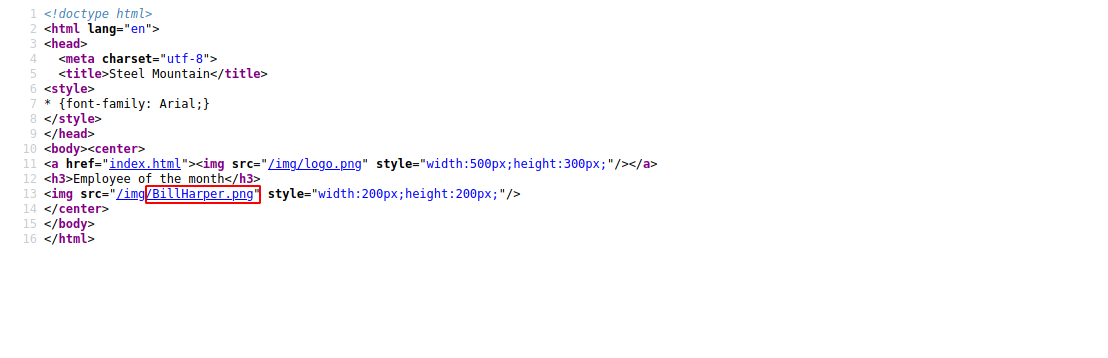 1 <!doctype html>
2 <html lang="en">
3 <head>
4 <meta charset="utf-8">
5 <title>Steel Mountain</title>
6 <style>
7 * {font-family: Arial;}
8 </style>
9 </head>
10 <body><center>
11 <a href="index.html"><img src="/img/logo.png" style="width:500px;height:300px;"/></a>
12 <h3>Employee of the month</h3>
13 <img src="/img/BillHarper.png" style="width:200px;height:200px;"/>
14 </center>
15 </body>
16 </html>